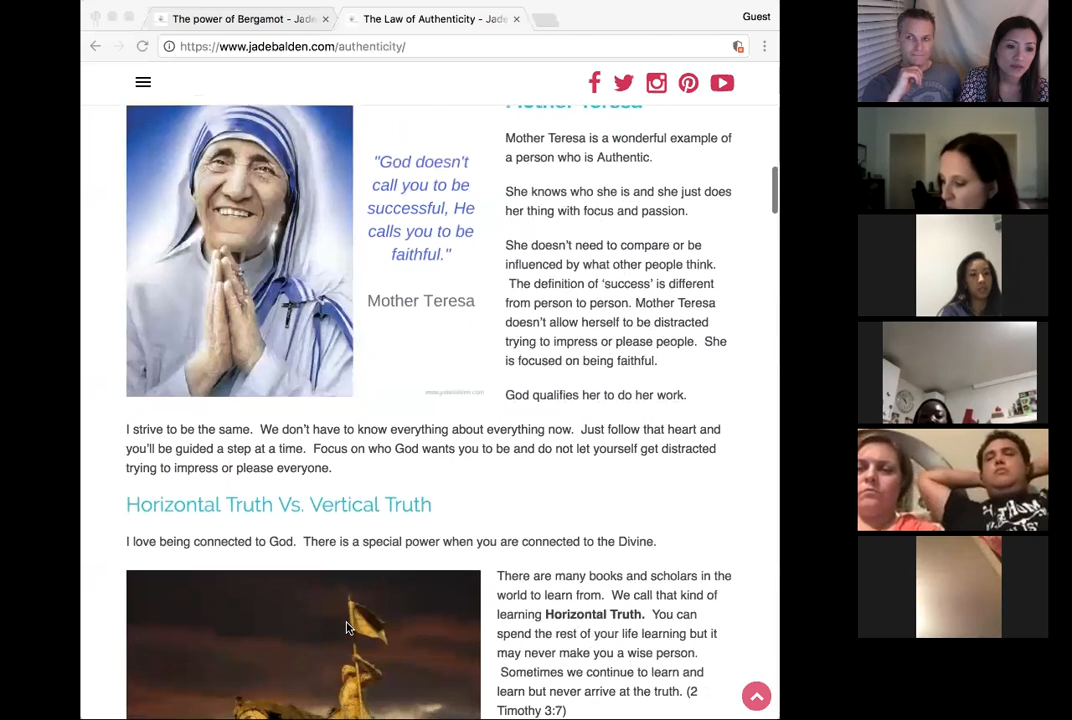 The power of Bergamot - Jade
The Law of Authenticity - Jade
Guest
https://www.jadebalden.com/authenticity/
"God doesn't
call you to be
successful, He
calls you to be
faithful."
Mother Teresa
www.jadebalden.com
Mother Teresa
Mother Teresa is a wonderful example of
a person who is Authentic.
She knows who she is and she just does
her thing with focus and passion.
She doesn't need to compare or be
influenced by what other people think.
The definition of 'success' is different
from person to person. Mother Teresa
doesn't allow herself to be distracted
trying to impress or please people. She
is focused on being faithful.
God qualifies her to do her work.
I strive to be the same. We don't have to know everything about everything now. Just follow that heart and
you'll be guided a step at a time. Focus on who God wants you to be and do not let yourself get distracted
trying to impress or please everyone.
Horizontal Truth Vs. Vertical Truth
I love being connected to God. There is a special power when you are connected to the Divine.
There are many books and scholars in the
world to learn from. We call that kind of
learning Horizontal Truth. You can
spend the rest of your life learning but it
may never make you a wise person.
Sometimes we continue to learn and
learn but never arrive at the truth. (2
Timothy 3:7)